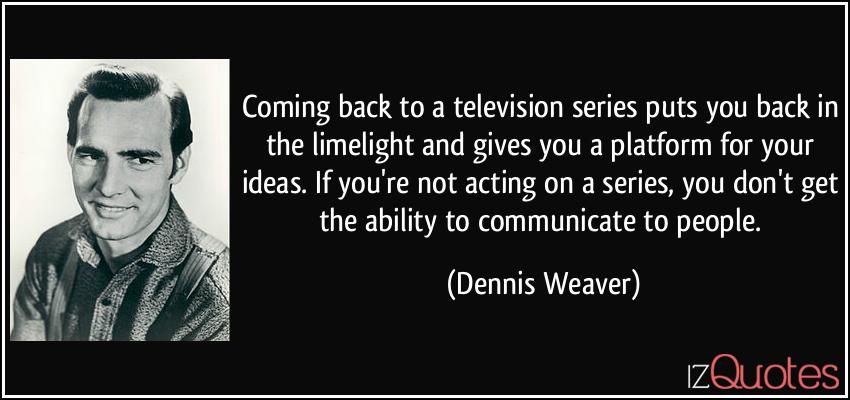 Coming back to a television series puts you back in
the limelight and gives you a platform for your
ideas. If you're not acting on a series, you don't get
the ability to communicate to people.
(Dennis Weaver)
IZQuotes